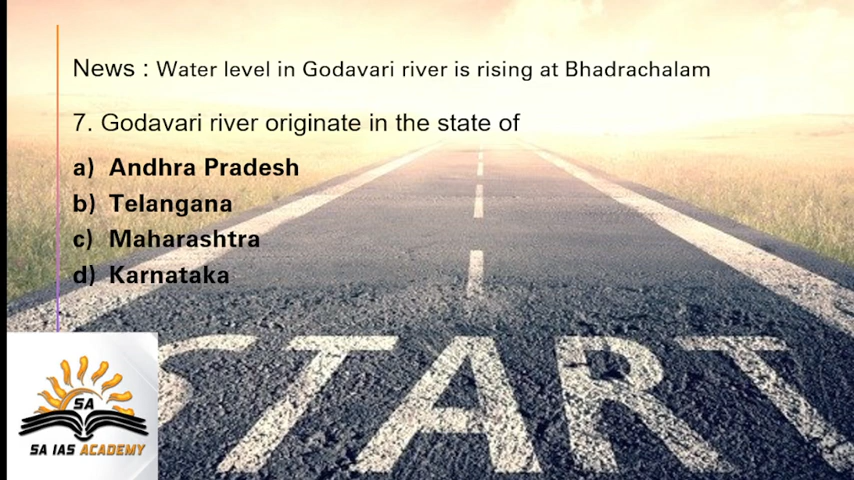 News : Water level in Godavari river is rising at Bhadrachalam
7. Godavari river originate in the state of
a) Andhra Pradesh
b) Telangana
c) Maharashtra
d) Karnataka
START
SA
SA IAS ACADEMY